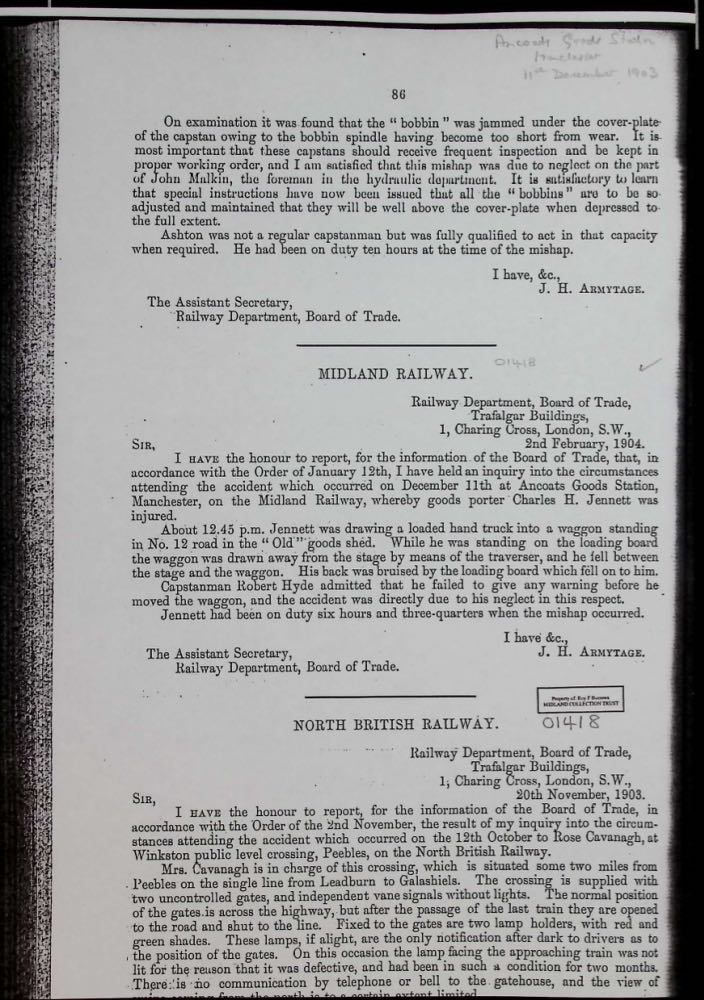 Ancoats Goods Station
Manchester
11th December 1903
86
On examination it was found that the “ bobbin ” was jammed under the cover-plate
of the capstan owing to the bobbin spindle having become too short from wear. It is
most important that these capstans should receive frequent inspection and be kept in
proper working order, and I am satisfied that this mishap was due to neglect on the part
of John Malkin, the foreman in the hydraulic department. It is satisfactory to learn
that special instructions have now been issued that all the “ bobbins ” are to be so
adjusted and maintained that they will be well above the cover-plate when depressed to
the full extent.
Ashton was not a regular capstanman but was fully qualified to act in that capacity
when required. He had been on duty ten hours at the time of the mishap.
I have, &c.,
J. H. ARMYTAGE.
The Assistant Secretary,
Railway Department, Board of Trade.
01418
MIDLAND RAILWAY.
Railway Department, Board of Trade,
Trafalgar Buildings,
1, Charing Cross, London, S.W.,
2nd February, 1904.
SIR,
I HAVE the honour to report, for the information of the Board of Trade, that, in
accordance with the Order of January 12th, I have held an inquiry into the circumstances
attending the accident which occurred on December 11th at Ancoats Goods Station,
Manchester, on the Midland Railway, whereby goods porter Charles H. Jennett was
injured.
About 12.45 p.m. Jennett was drawing a loaded hand truck into a waggon standing
in No. 12 road in the “ Old ” goods shed. While he was standing on the loading board
the waggon was drawn away from the stage by means of the traverser, and he fell between
the stage and the waggon. His back was bruised by the loading board which fell on to him.
Capstanman Robert Hyde admitted that he failed to give any warning before he
moved the waggon, and the accident was directly due to his neglect in this respect.
Jennett had been on duty six hours and three-quarters when the mishap occurred.
I have &c.,
J. H. ARMYTAGE.
The Assistant Secretary,
Railway Department, Board of Trade.
MIDLAND COLLECTION TRUST
01418
NORTH BRITISH RAILWAY.
Railway Department, Board of Trade,
Trafalgar Buildings,
1, Charing Cross, London, S.W.,
20th November, 1903.
SIR,
I HAVE the honour to report, for the information of the Board of Trade, in
accordance with the Order of the 2nd November, the result of my inquiry into the circum-
stances attending the accident which occurred on the 12th October to Rose Cavanagh, at
Winkston public level crossing, Peebles, on the North British Railway.
Mrs. Cavanagh is in charge of this crossing, which is situated some two miles from
Peebles on the single line from Leadburn to Galashiels. The crossing is supplied with
two uncontrolled gates, and independent vane signals without lights. The normal position
of the gates is across the highway, but after the passage of the last train they are opened
to the road and shut to the line. Fixed to the gates are two lamp holders, with red and
green shades. These lamps, if alight, are the only notification after dark to drivers as to
the position of the gates. On this occasion the lamp facing the approaching train was not
lit for the reason that it was defective, and had been in such a condition for two months.
There is no communication by telephone or bell to the gatehouse, and the view of
coming from the north is to a certain extent limited